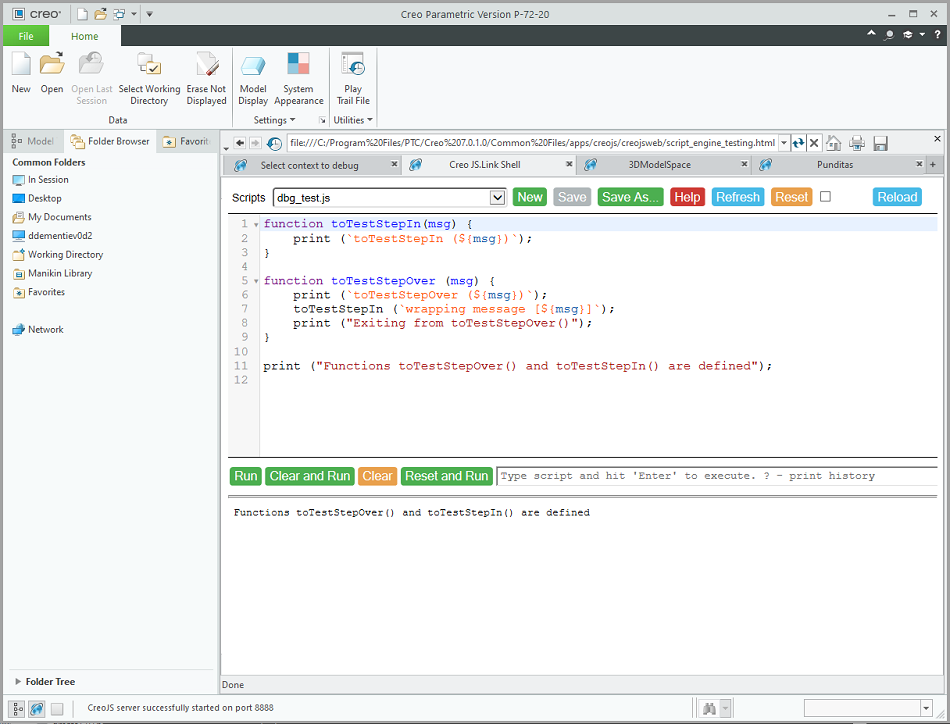 creo·
Creo Parametric Version P-72-20
File
Home
New
Open
Open Last
Session
Select Working
Directory
Erase Not
Displayed
Model
Display
System
Appearance
Play
Trail File
Data
Settings
Utilities
Model
Folder Browser
Favorit
file:///C:/Program%20Files/PTC/Creo%207.0.1.0/Common%20Files/apps/creojs/creojsweb/script_engine_testing.html
Select context to debug
Creo JS.Link Shell
3DModelSpace
Punditas
Common Folders
In Session
Desktop
My Documents
ddementiev0d2
Working Directory
Manikin Library
Favorites
Network
Folder Tree
Scripts
dbg_test.js
New
Save
Save As...
Help
Refresh
Reset
Reload
1 function toTestStepIn(msg) {
2     print (`toTestStepIn (${msg})`);
3 }
4
5 function toTestStepOver (msg) {
6     print (`toTestStepOver (${msg})`);
7     toTestStepIn (`wrapping message [${msg}]`);
8     print ("Exiting from toTestStepOver()");
9 }
10
11 print ("Functions toTestStepOver() and toTestStepIn() are defined");
12
Run
Clear and Run
Clear
Reset and Run
Type script and hit 'Enter' to execute. ? - print history
Functions toTestStepOver() and toTestStepIn() are defined
Done
CreoJS server successfully started on port 8888